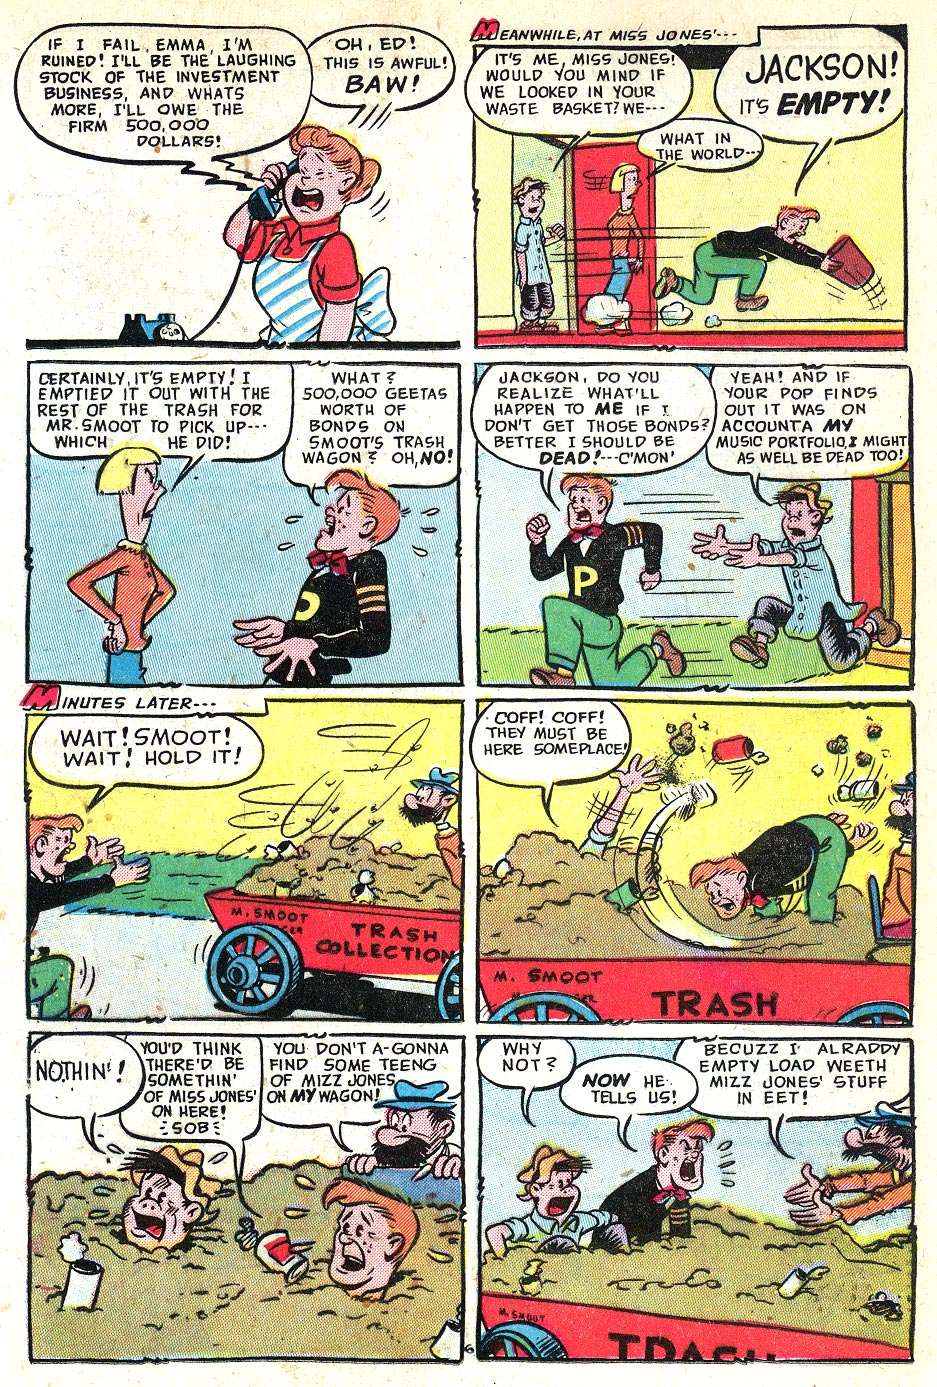 IF I FAIL, EMMA, I'M
RUINED! I'LL BE THE LAUGHING
STOCK OF THE INVESTMENT
BUSINESS, AND WHATS
MORE, I'LL OWE THE
FIRM 500,000
DOLLARS!
OH, ED!
THIS IS AWFUL!
BAW!
MEANWHILE, AT MISS JONES'---
IT'S ME, MISS JONES!
WOULD YOU MIND IF
WE LOOKED IN YOUR
WASTE BASKET? WE---
WHAT IN
THE WORLD---
JACKSON!
IT'S EMPTY!
CERTAINLY, IT'S EMPTY! I
EMPTIED IT OUT WITH THE
REST OF THE TRASH FOR
MR. SMOOT TO PICK UP---
WHICH HE DID!
WHAT?
500,000 GEETAS
WORTH OF
BONDS ON
SMOOT'S TRASH
WAGON? OH, NO!
JACKSON, DO YOU
REALIZE WHAT'LL
HAPPEN TO ME IF I
DON'T GET THOSE BONDS?
BETTER I SHOULD BE
DEAD!---C'MON'
YEAH! AND IF
YOUR POP FINDS
OUT IT WAS ON
ACCOUNTA MY
MUSIC PORTFOLIO, I MIGHT
AS WELL BE DEAD TOO!
P
MINUTES LATER---
WAIT! SMOOT!
WAIT! HOLD IT!
M. SMOOT
TRASH
COLLECTION
COFF! COFF!
THEY MUST BE
HERE SOMEPLACE!
M. SMOOT
TRASH
NOTHIN'!
YOU'D THINK
THERE'D BE
SOMETHIN'
OF MISS JONES'
ON HERE!
SOB
YOU DON'T A-GONNA
FIND SOME TEENG
OF MIZZ JONES
ON MY WAGON!
WHY
NOT?
NOW HE
TELLS US!
BECUZZ I ALRADDY
EMPTY LOAD WEETH
MIZZ JONES' STUFF
IN EET!
M. SMOOT
TRASH
6